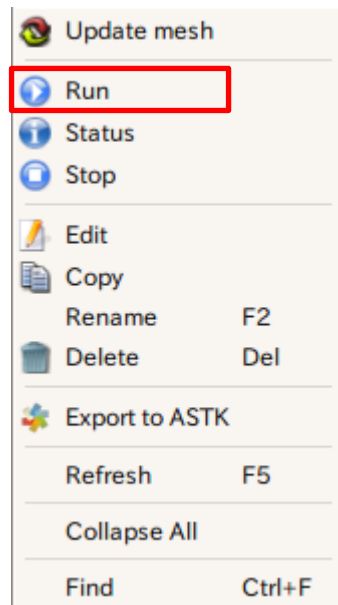 Update mesh
Run
Status
Stop
Edit
Copy
Rename F2
Delete Del
Export to ASTK
Refresh F5
Collapse All
Find Ctrl+F